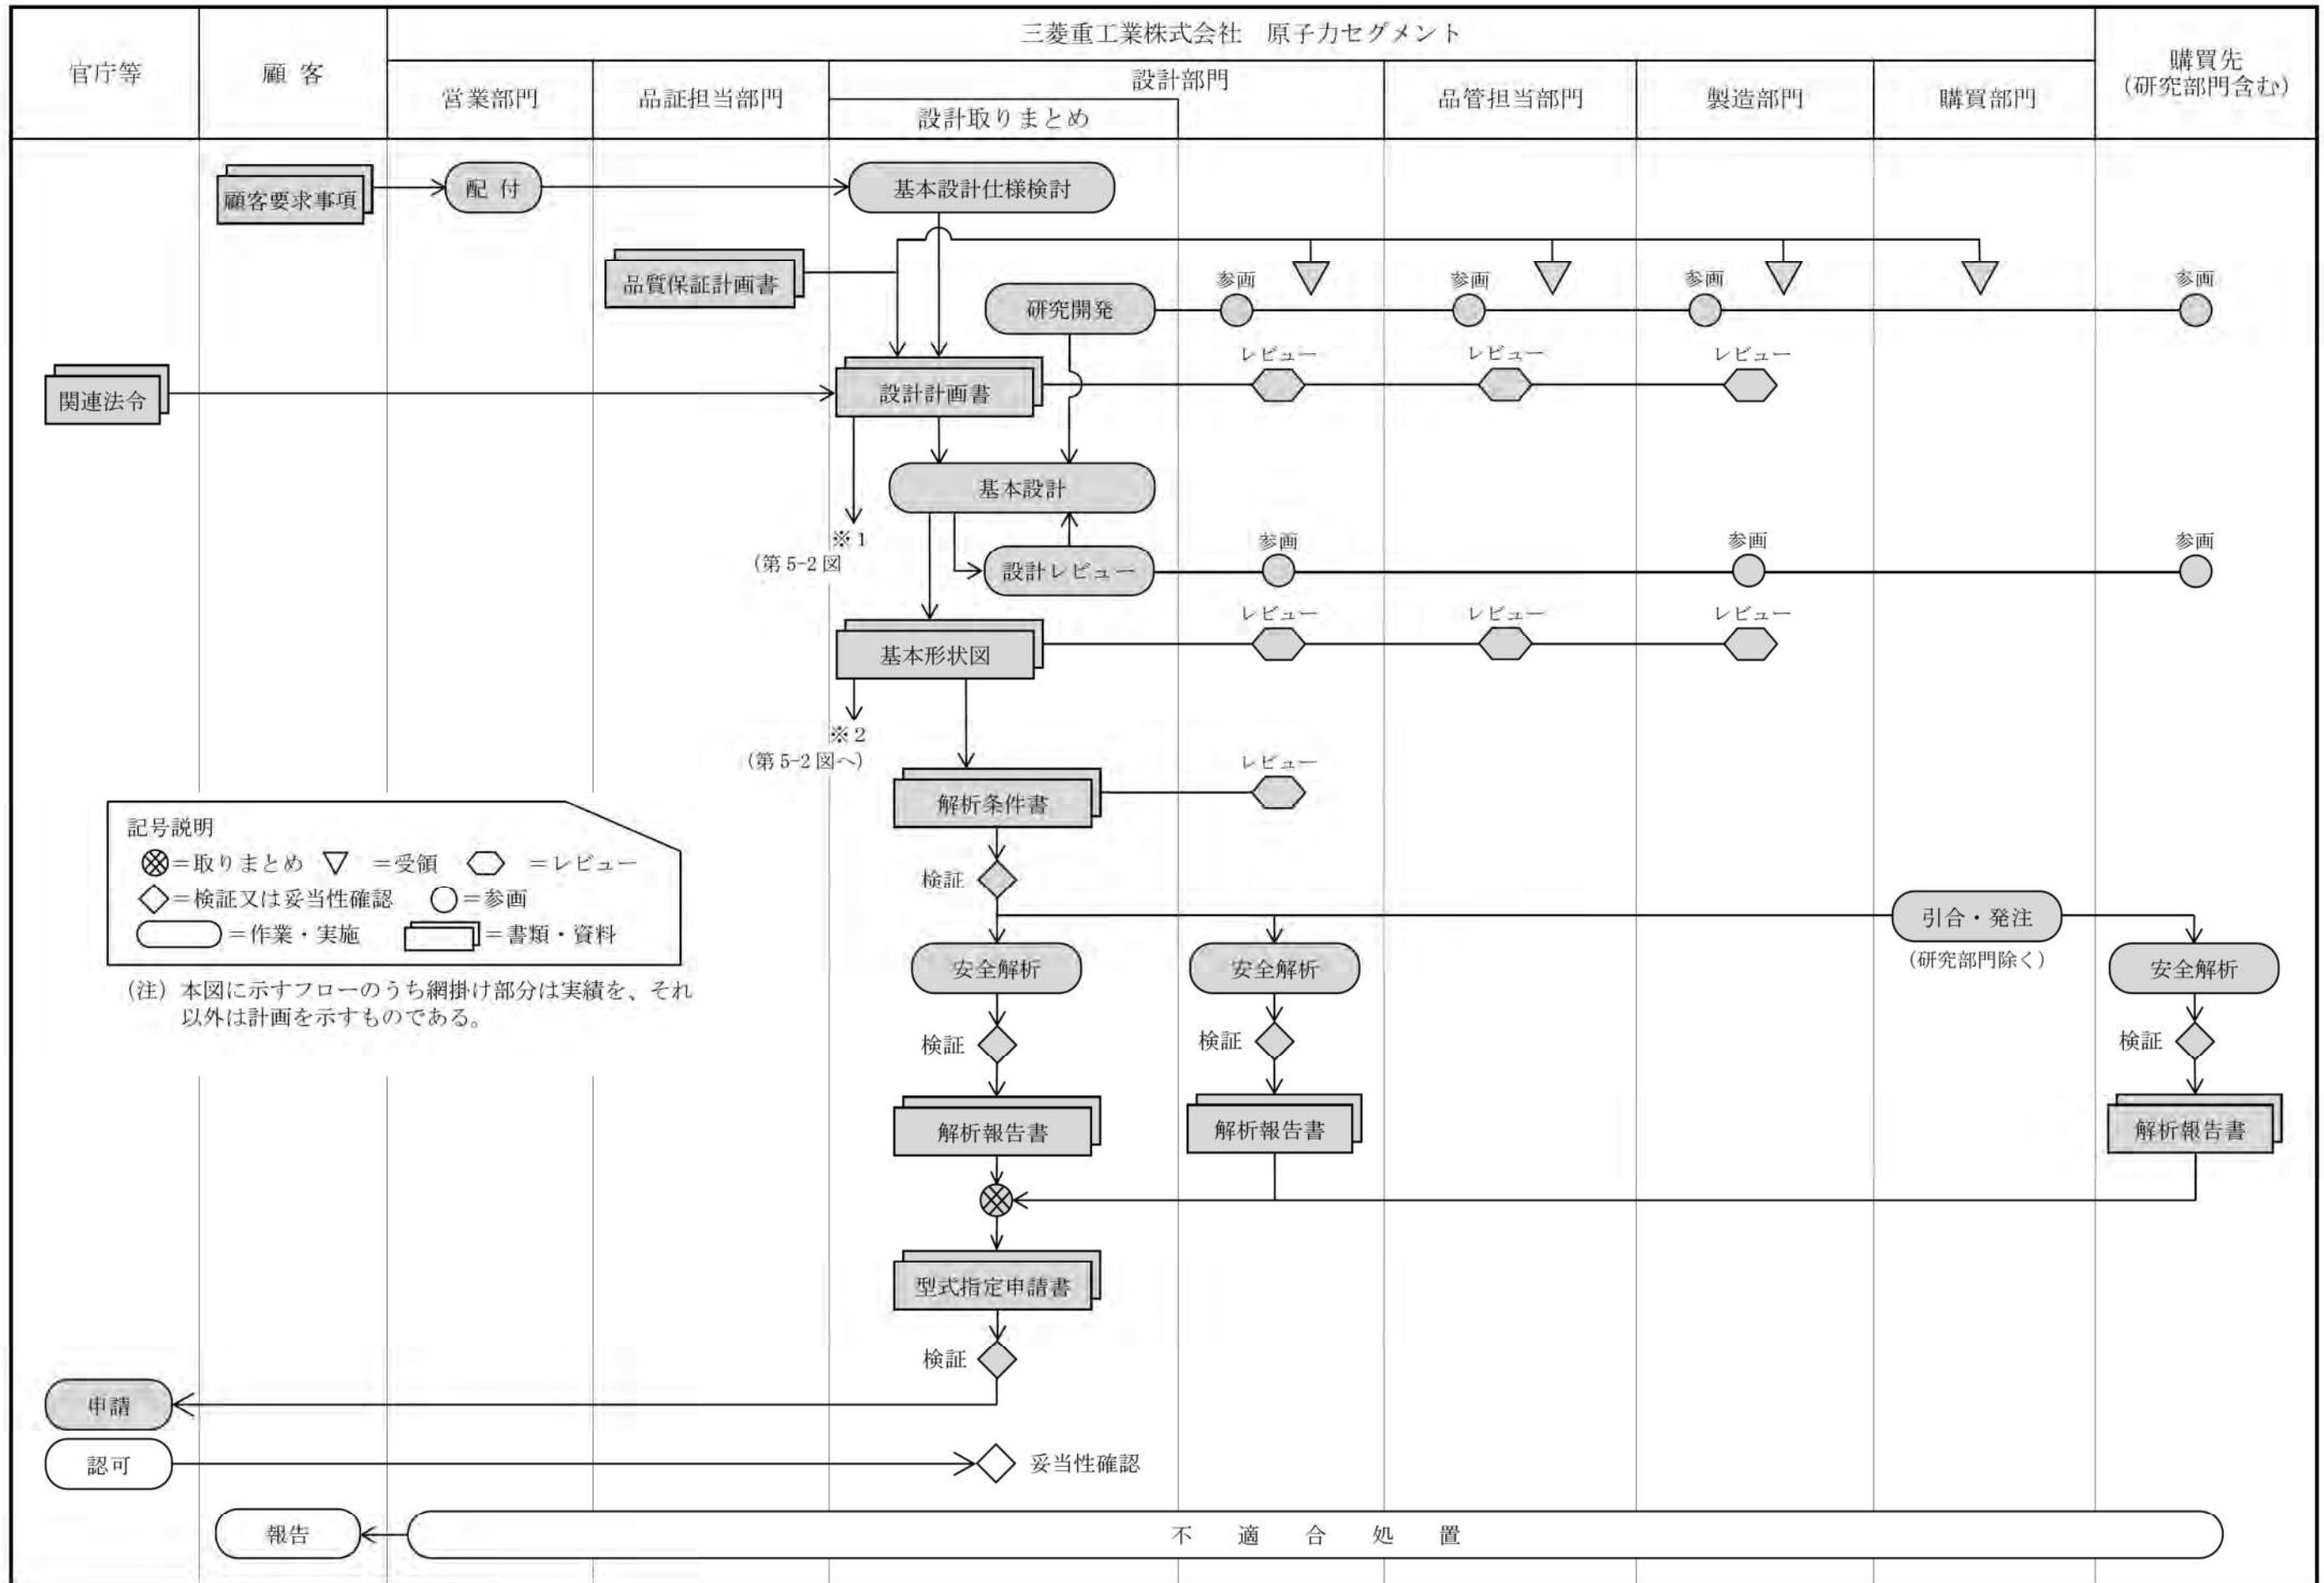 三菱重工業株式会社　原子力セグメント
官庁等
顧 客
購買先
(研究部門含む)
営業部門
品証担当部門
設計部門
設計取りまとめ
品管担当部門
製造部門
購買部門
顧客要求事項
配 付
基本設計仕様検討
品質保証計画書
研究開発
参画
参画
参画
参画
関連法令
設計計画書
レビュー
レビュー
レビュー
基本設計
※1
(第 5-2 図
設計レビュー
参画
参画
参画
基本形状図
レビュー
レビュー
レビュー
※2
(第 5-2 図へ)
解析条件書
レビュー
検証
引合・発注
(研究部門除く)
安全解析
安全解析
安全解析
検証
検証
検証
解析報告書
解析報告書
解析報告書
型式指定申請書
検証
申請
認可
妥当性確認
報告
不　適　合　処　置
記号説明
=取りまとめ　=受領　=レビュー
=検証又は妥当性確認　=参画
=作業・実施　=書類・資料
(注) 本図に示すフローのうち網掛け部分は実績を、それ
以外は計画を示すものである。